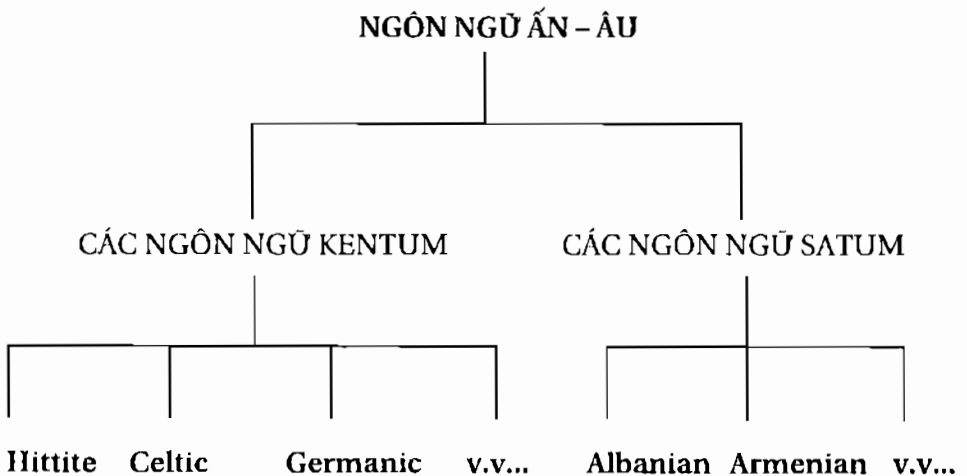 NGÔN NGỮ ẤN – ÂU
CÁC NGÔN NGỮ KENTUM CÁC NGÔN NGỮ SATUM
Hittite Celtic Germanic v.v... Albanian Armenian v.v...